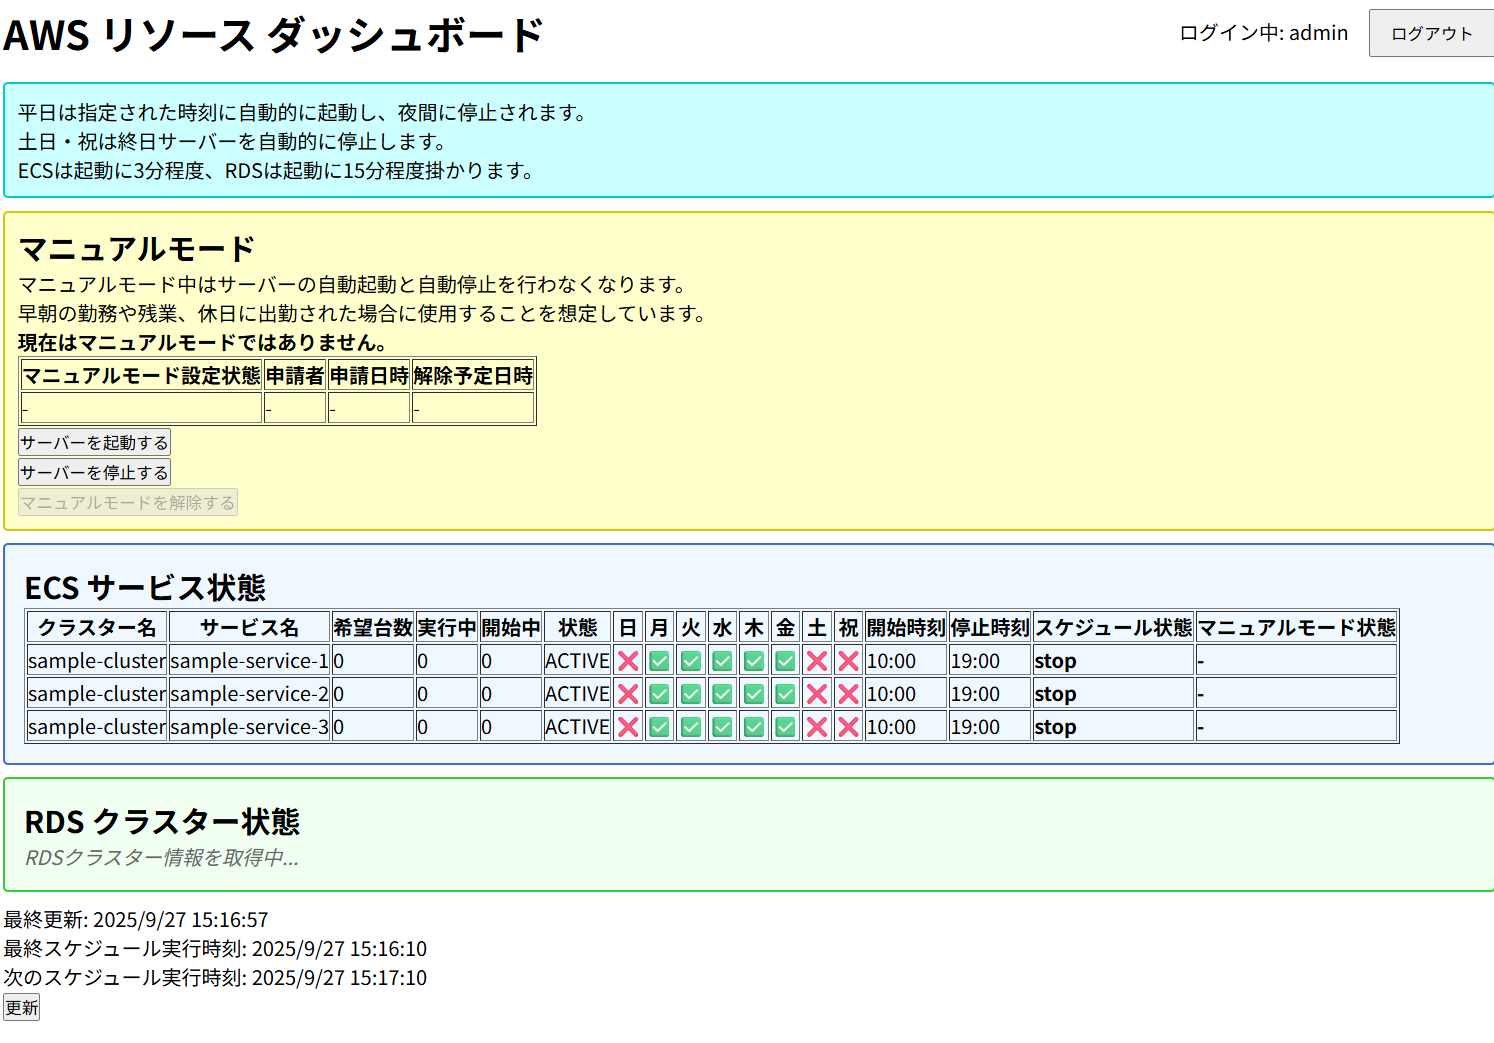 AWS リソース ダッシュボード
ログイン中: admin
ログアウト
平日は指定された時刻に自動的に起動し、夜間に停止されます。
土日・祝は終日サーバーを自動的に停止します。
ECSは起動に3分程度、RDSは起動に15分程度掛かります。
マニュアルモード
マニュアルモード中はサーバーの自動起動と自動停止を行わなくなります。
早朝の勤務や残業、休日に出勤された場合に使用することを想定しています。
現在はマニュアルモードではありません。
マニュアルモード設定状態 申請者 申請日時 解除予定日時
- - - -
サーバーを起動する
サーバーを停止する
マニュアルモードを解除する
ECS サービス状態
クラスター名 サービス名 希望台数 実行中 開始中 状態 日 月 火 水 木 金 土 祝 開始時刻 停止時刻 スケジュール状態 マニュアルモード状態
sample-cluster sample-service-1 0 0 0 ACTIVE ❌ ✅ ✅ ✅ ✅ ✅ ❌ ❌ 10:00 19:00 stop -
sample-cluster sample-service-2 0 0 0 ACTIVE ❌ ✅ ✅ ✅ ✅ ✅ ❌ ❌ 10:00 19:00 stop -
sample-cluster sample-service-3 0 0 0 ACTIVE ❌ ✅ ✅ ✅ ✅ ✅ ❌ ❌ 10:00 19:00 stop -
RDS クラスター状態
RDSクラスター情報を取得中...
最終更新: 2025/9/27 15:16:57
最終スケジュール実行時刻: 2025/9/27 15:16:10
次のスケジュール実行時刻: 2025/9/27 15:17:10
更新